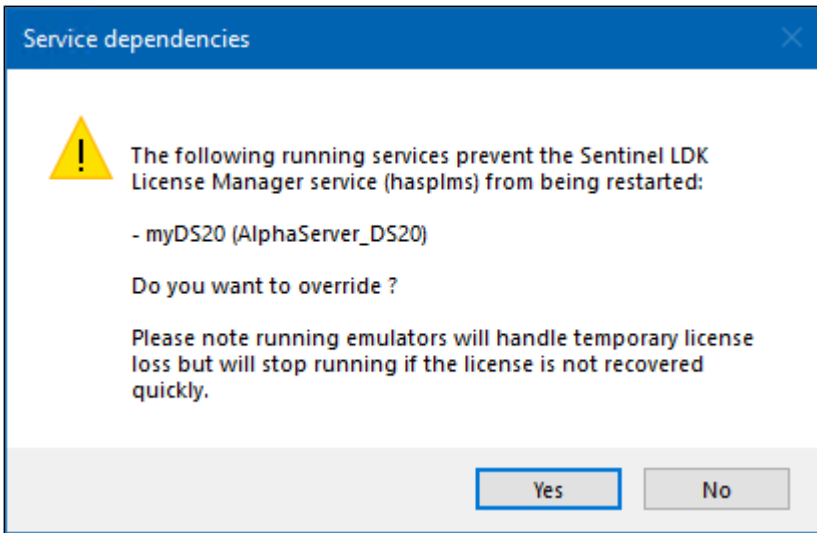 Service dependencies
The following running services prevent the Sentinel LDK
License Manager service (hasplms) from being restarted:
- myDS20 (AlphaServer_DS20)
Do you want to override ?
Please note running emulators will handle temporary license
loss but will stop running if the license is not recovered
quickly.
Yes
No